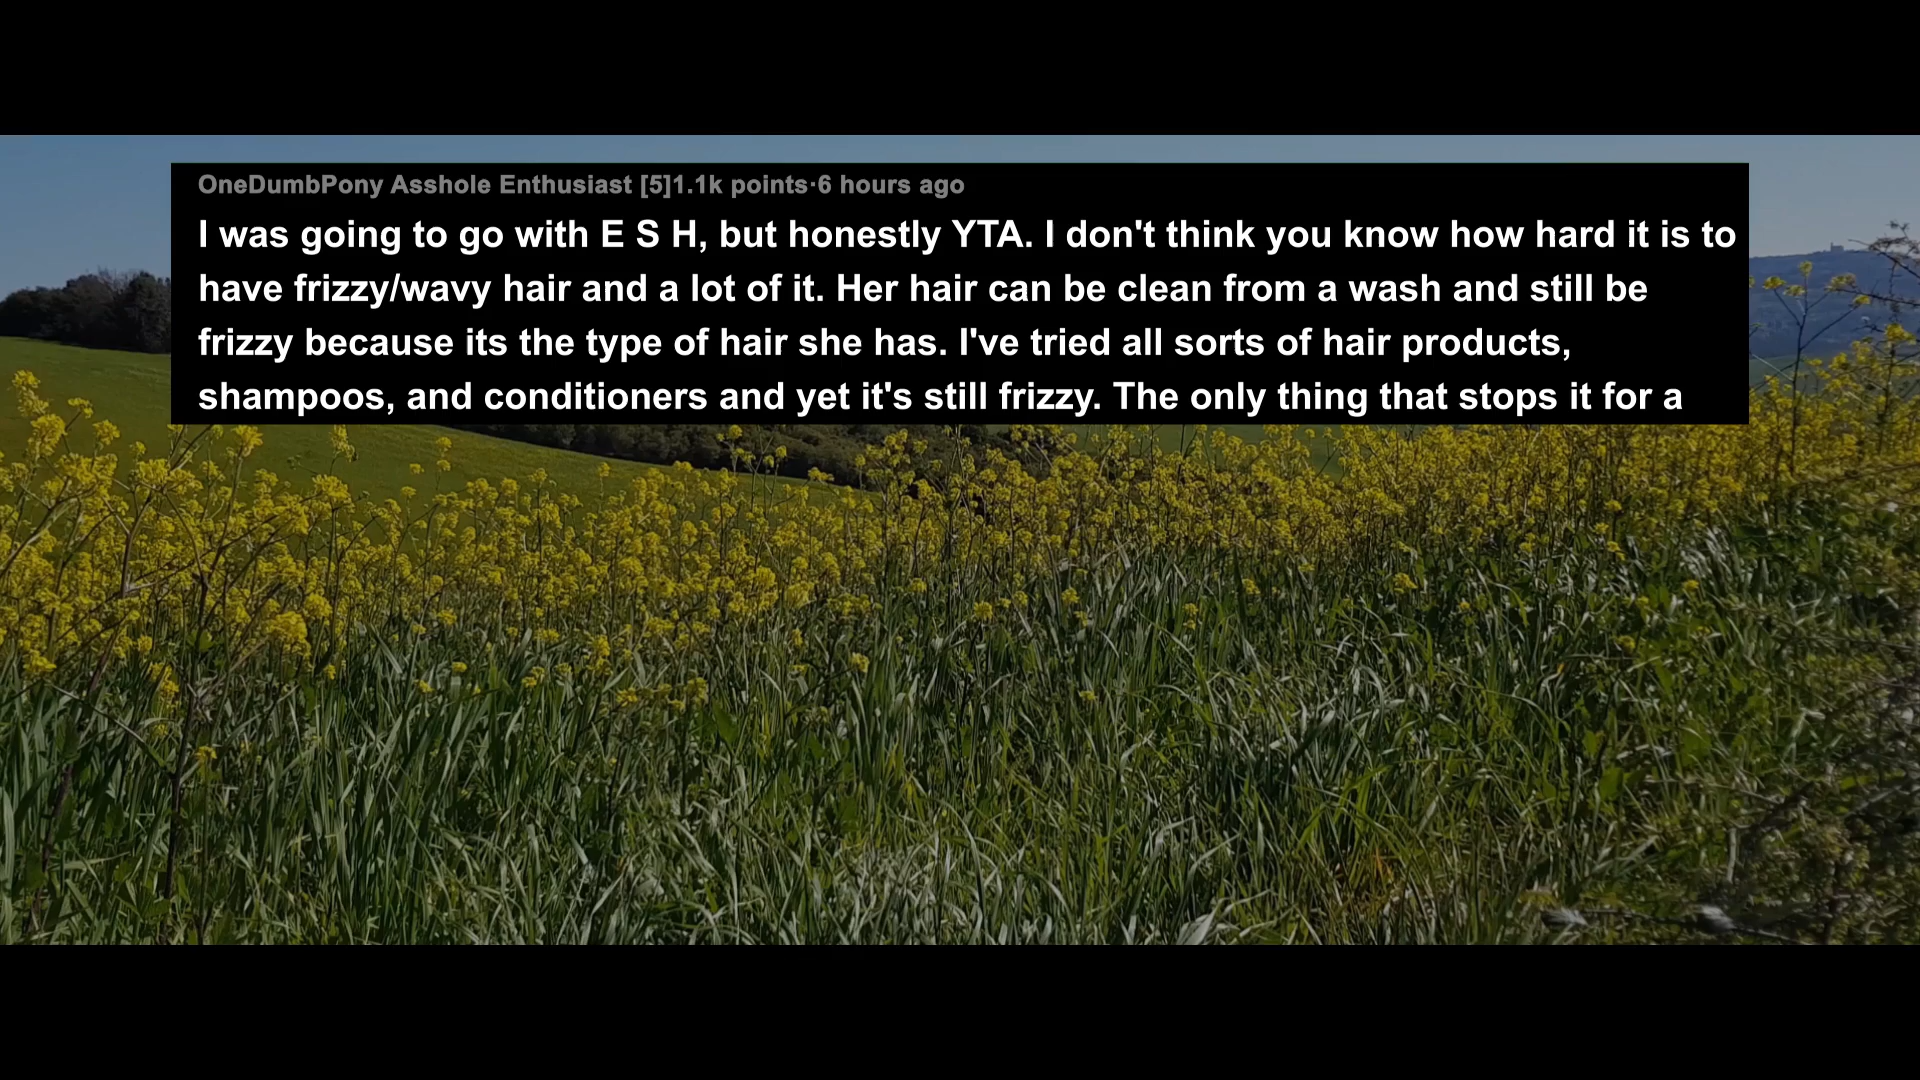 OneDumbPony Asshole Enthusiast [5]1.1k points·6 hours ago
I was going to go with E S H, but honestly YTA. I don't think you know how hard it is to
have frizzy/wavy hair and a lot of it. Her hair can be clean from a wash and still be
frizzy because its the type of hair she has. I've tried all sorts of hair products,
shampoos, and conditioners and yet it's still frizzy. The only thing that stops it for a